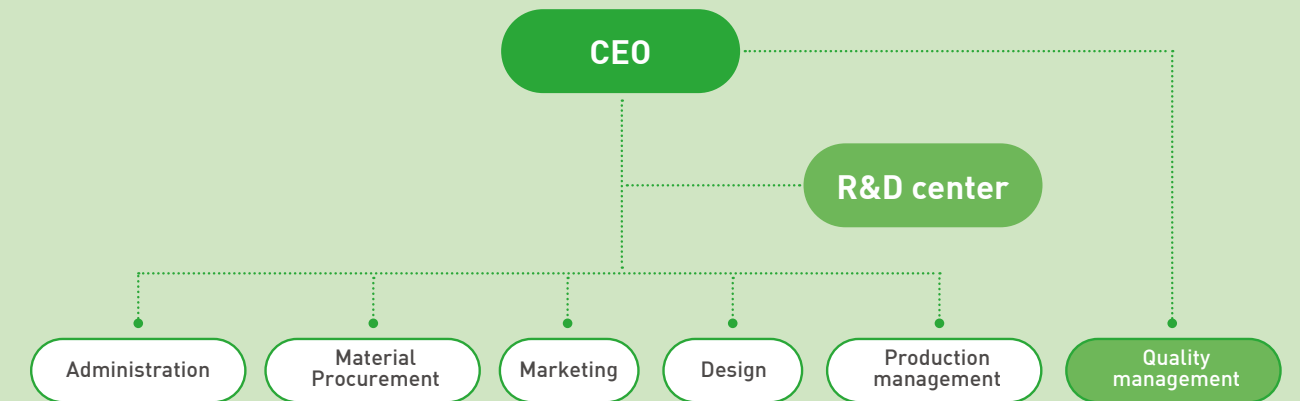 CEO
R&D center
Administration
Material
Procurement
Marketing
Design
Production
management
Quality
management